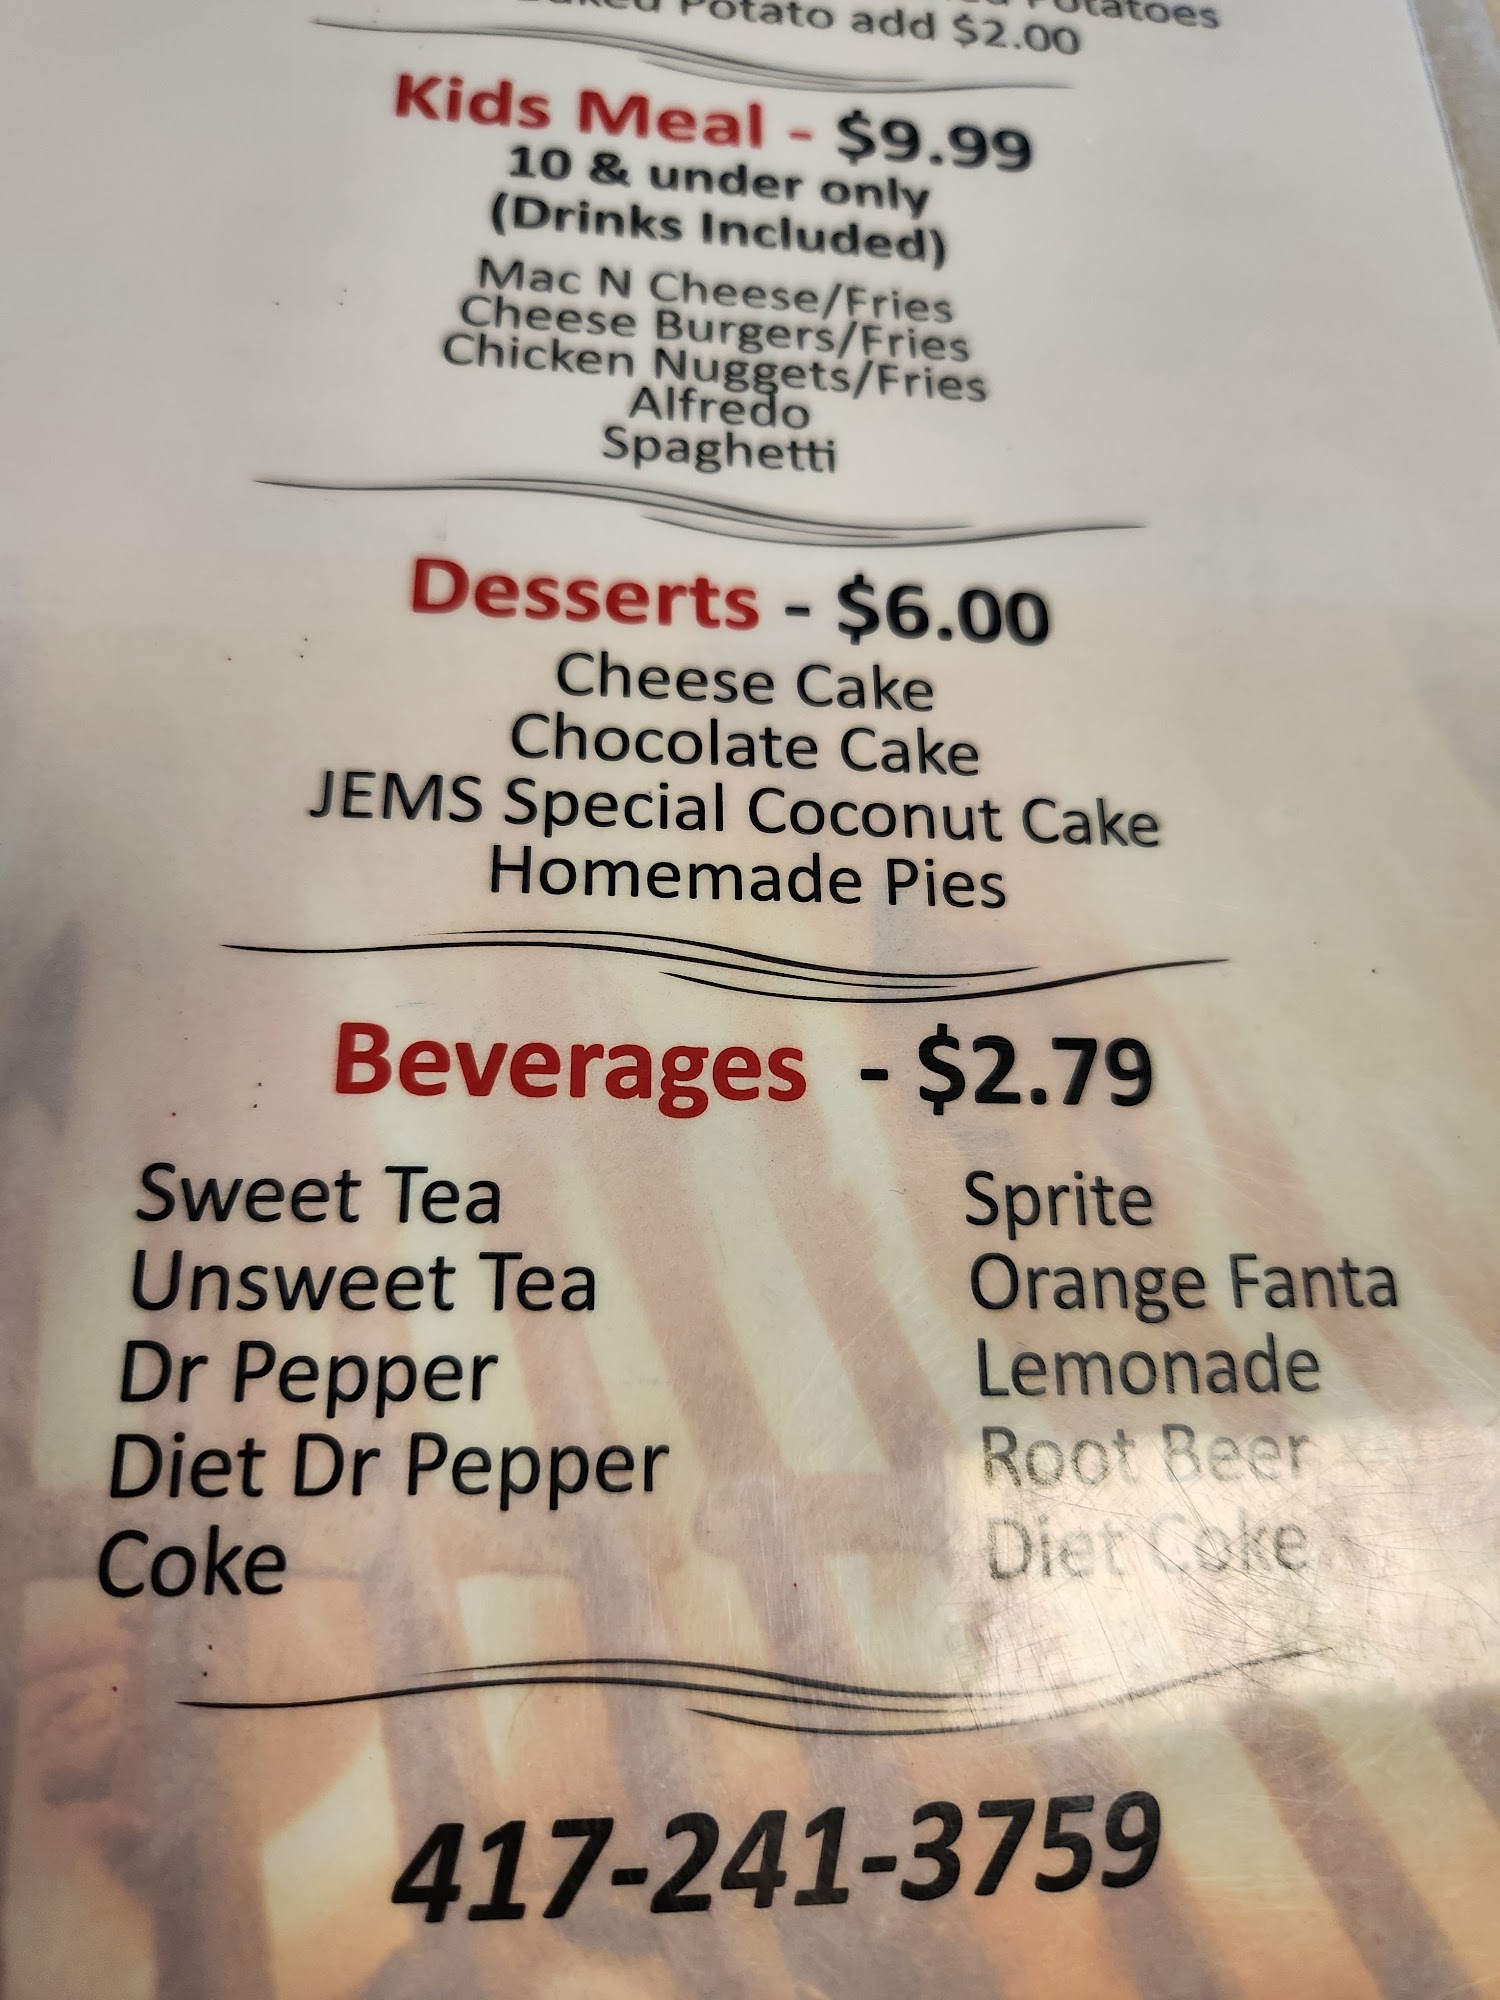 Potato add $2.00
Kids Meal - $9.99
10 & under only
(Drinks Included)
Mac N Cheese/Fries
Cheese Burgers/Fries
Chicken Nuggets/Fries
Alfredo
Spaghetti
Desserts - $6.00
Cheese Cake
Chocolate Cake
JEMS Special Coconut Cake
Homemade Pies
Beverages - $2.79
Sweet Tea
Unsweet Tea
Dr Pepper
Diet Dr Pepper
Coke
Sprite
Orange Fanta
Lemonade
Root Beer
Diet Coke
417-241-3759